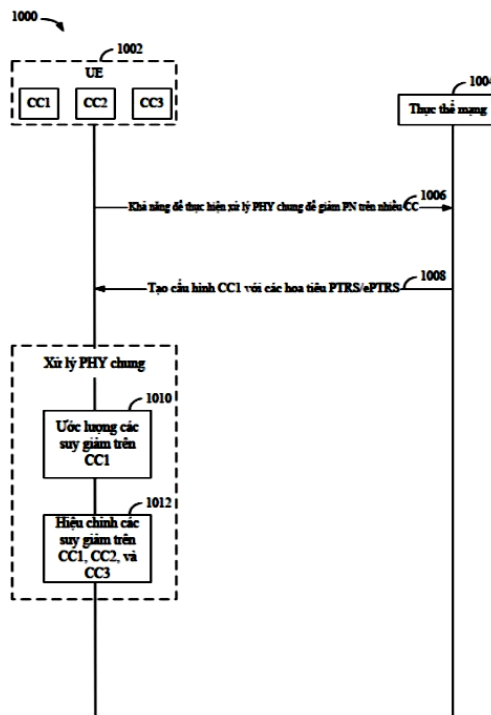 1000
1002
UE
CC1 CC2 CC3
1004
Thực thể mạng
1006
Khả năng để thực hiện xử lý PHY chung để giảm PN trên nhiều CC
1008
Tạo cấu hình CC1 với các hoa tiêu PTRS/ePTRS
Xử lý PHY chung
1010
Ước lượng các
suy giảm trên
CC1
1012
Hiệu chỉnh các
suy giảm trên
CC1, CC2, và
CC3